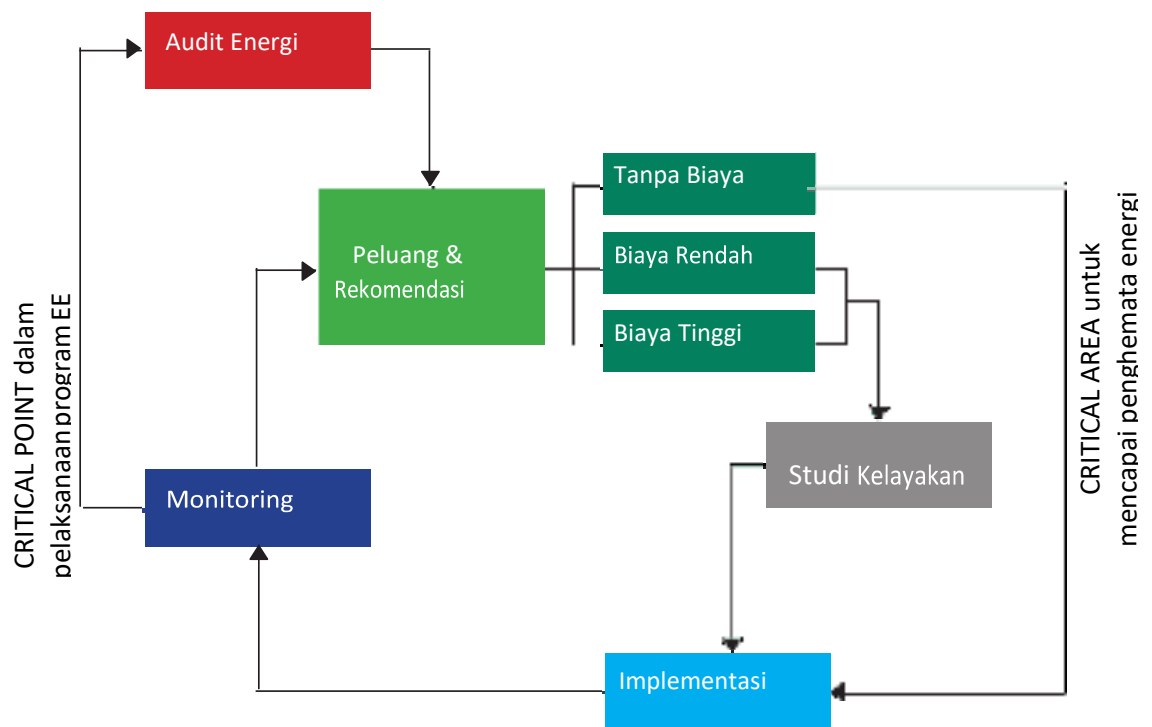 Audit Energi
Peluang &
Rekomendasi
Tanpa Biaya
Biaya Rendah
Biaya Tinggi
Studi Kelayakan
Monitoring
Implementasi
CRITICAL POINT dalam
pelaksanaan program EE
CRITICAL AREA untuk
mencapai penghemata energi